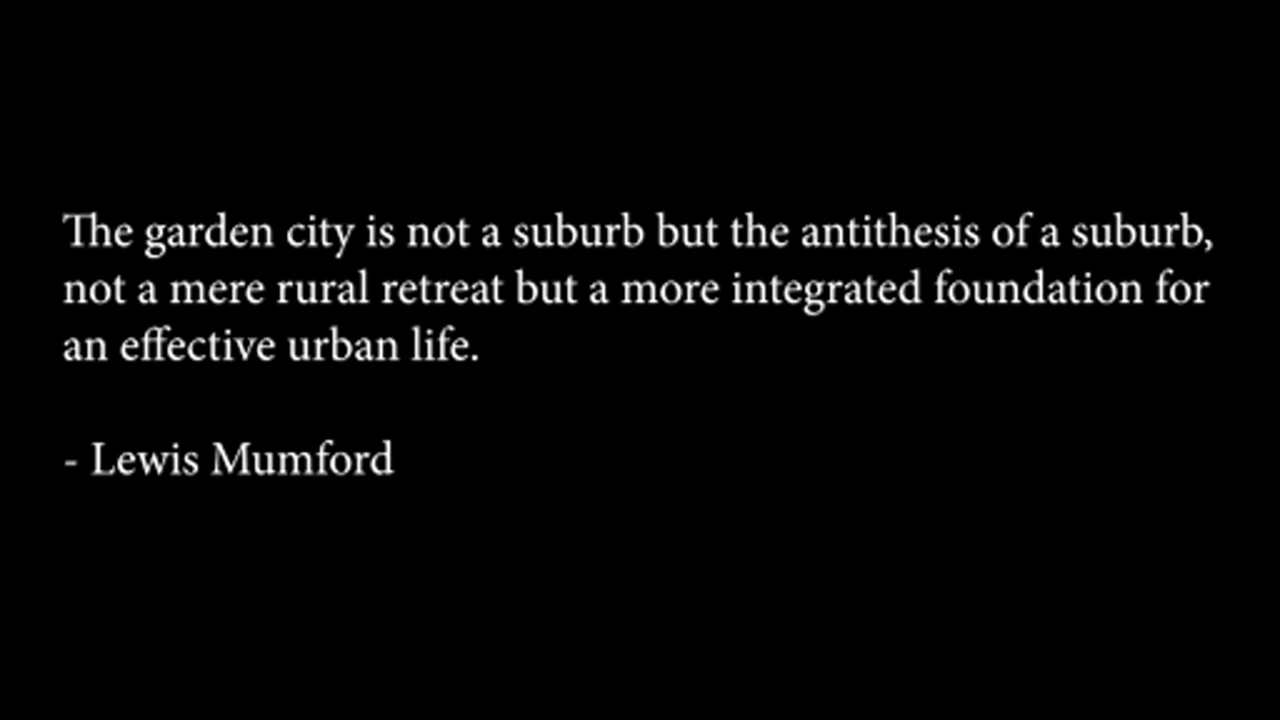 The garden city is not a suburb but the antithesis of a suburb,
not a mere rural retreat but a more integrated foundation for
an effective urban life.
- Lewis Mumford